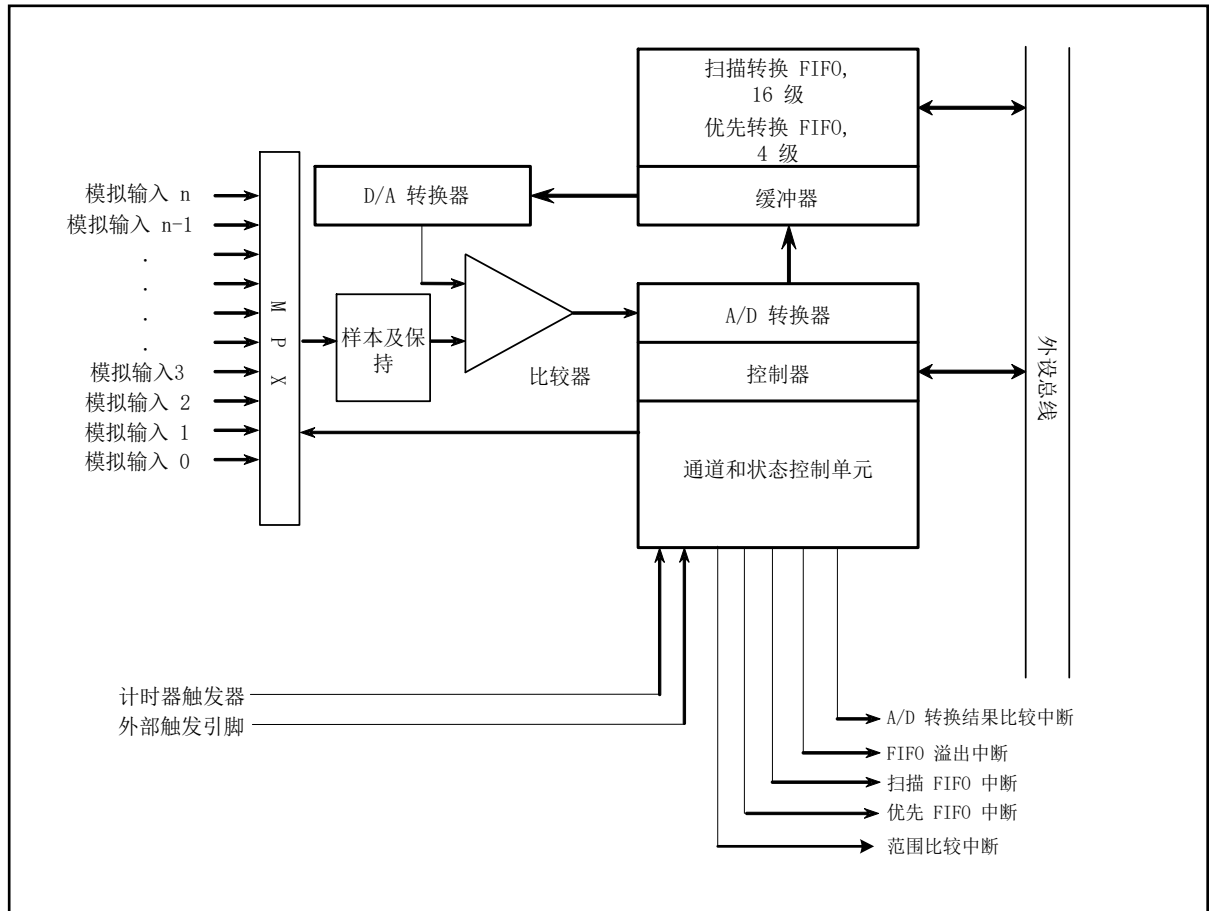 扫描转换 FIFO,
16 级
优先转换 FIFO,
4 级
缓冲器
D/A 转换器
模拟输入 n
模拟输入 n-1
.
.
.
.
模拟输入3
模拟输入 2
模拟输入 1
模拟输入 0
M P X
样本及保
持
比较器
A/D 转换器
控制器
通道和状态控制单元
外设总线
计时器触发器
外部触发引脚
A/D 转换结果比较中断
FIFO 溢出中断
扫描 FIFO 中断
优先 FIFO 中断
范围比较中断